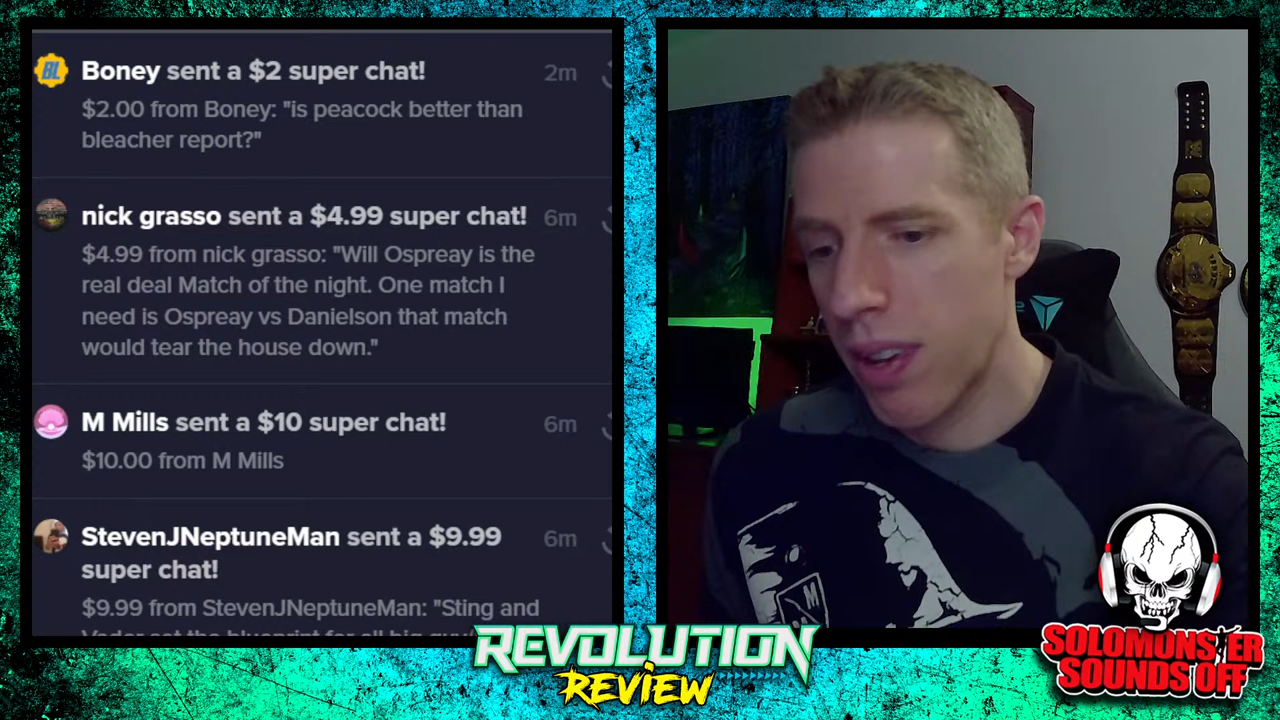 Boney sent a $2 super chat!
2m
$2.00 from Boney: "is peacock better than
bleacher report?"
nick grasso sent a $4.99 super chat!
6m
$4.99 from nick grasso: "Will Ospreay is the
real deal Match of the night. One match I
need is Ospreay vs Danielson that match
would tear the house down."
M Mills sent a $10 super chat!
6m
$10.00 from M Mills
StevenJNeptuneMan sent a $9.99
super chat!
6m
$9.99 from StevenJNeptuneMan: "Sting and
BL
M
REVOLUTION
REVIEW
SOLOMONSTER
SOUNDS OFF